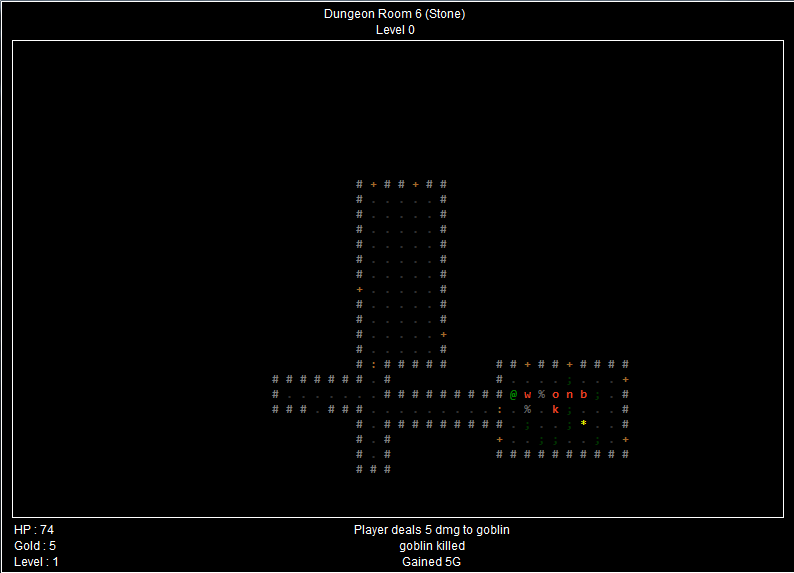 Dungeon Room 6 (Stone)
Level 0
# + # # + # #
# . . . . . #
# . . . . . #
# . . . . . #
# . . . . . #
# . . . . . #
# . . . . . #
+ . . . . . #
# . . . . . #
# . . . . . #
# . . . . . +
# . . . . . #
# : # # # # # # # + # # + # # # #
# # # # # # # . # # . . . . ; . . . +
# . . . . . . . # # # # # # # # # @ w % o n b ; . #
# # # . # # # . . . . . . . . . : . % . k ; . . . #
# . # # # # # # # # # . ; . . ; * . . #
# . # + . . ; ; . . ; . +
# . # # # # # # # # # # #
# # #
HP : 74
Player deals 5 dmg to goblin
Gold : 5
goblin killed
Level : 1
Gained 5G